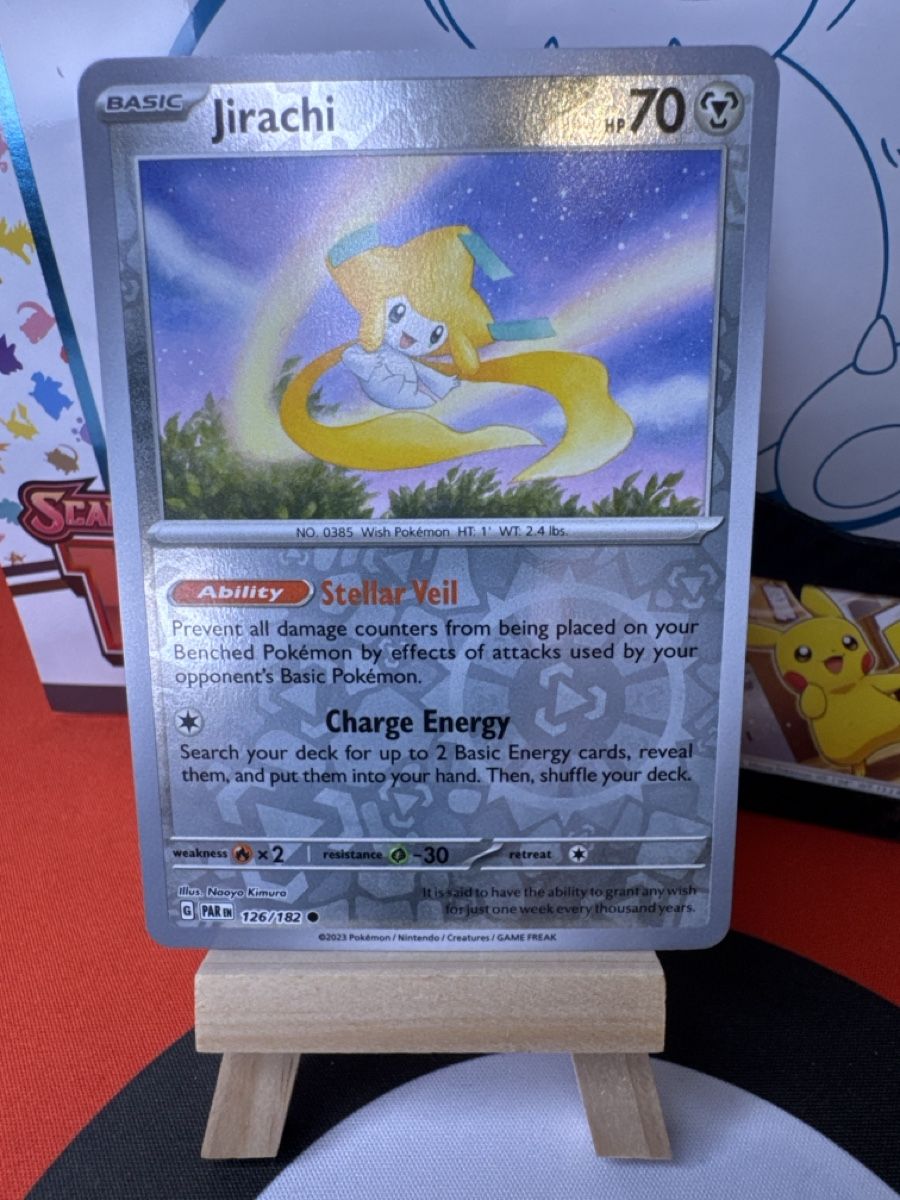 BASIC Jirachi HP 70
NO. 0385 Wish Pokémon HT: 1' WT: 2.4 lbs.
Ability Stellar Veil
Prevent all damage counters from being placed on your
Benched Pokémon by effects of attacks used by your
opponent's Basic Pokémon.
Charge Energy
Search your deck for up to 2 Basic Energy cards, reveal
them, and put them into your hand. Then, shuffle your deck.
weakness ×2 resistance -30 retreat
Illus. Naoyo Kimura
It is said to have the ability to grant any wish
for just one week every thousand years.
G PAR EN 126/182
©2023 Pokémon / Nintendo / Creatures / GAME FREAK